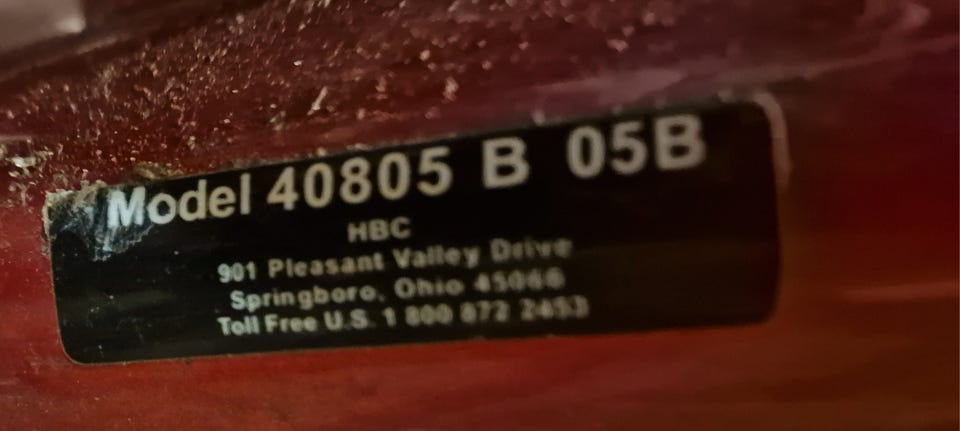 Model 40805 B 05B
HBC
901 Pleasant Valley Drive
Springboro, Ohio 45066
Toll Free U.S. 1 800 872 2453